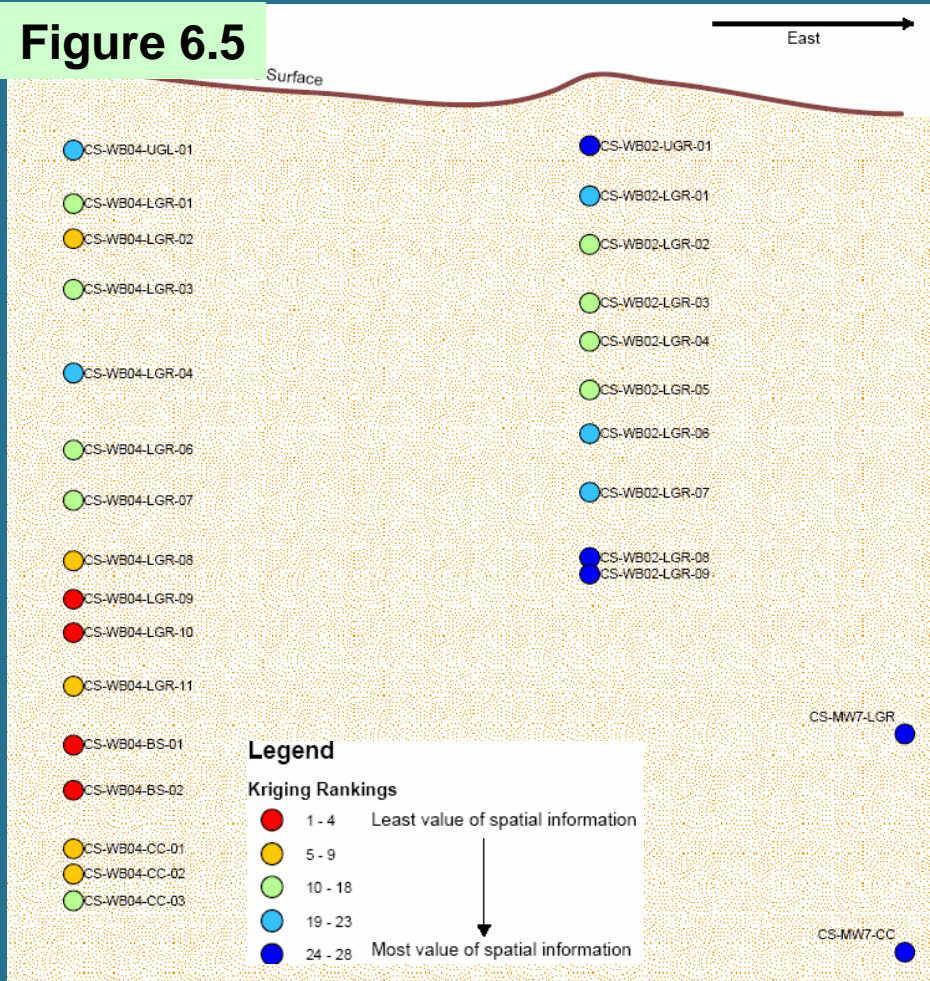 Figure 6.5
East
Surface
CS-WB04-UGL-01
CS-WB04-LGR-01
CS-WB04-LGR-02
CS-WB04-LGR-03
CS-WB04-LGR-04
CS-WB04-LGR-06
CS-WB04-LGR-07
CS-WB04-LGR-08
CS-WB04-LGR-09
CS-WB04-LGR-10
CS-WB04-LGR-11
CS-WB04-BS-01
CS-WB04-BS-02
CS-WB04-CC-01
CS-WB04-CC-02
CS-WB04-CC-03
CS-WB02-UGR-01
CS-WB02-LGR-01
CS-WB02-LGR-02
CS-WB02-LGR-03
CS-WB02-LGR-04
CS-WB02-LGR-05
CS-WB02-LGR-06
CS-WB02-LGR-07
CS-WB02-LGR-08
CS-WB02-LGR-09
CS-MW7-LGR
CS-MW7-CC
Legend
Kriging Rankings
1 - 4 Least value of spatial information
5 - 9
10 - 18
19 - 23
24 - 28 Most value of spatial information